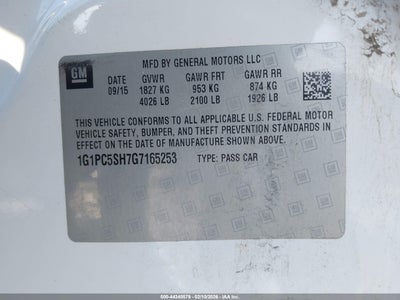 MFD BY GENERAL MOTORS LLC
GM
DATE GVWR GAWR FRT GAWR RR
09/15 1827 KG 953 KG 874 KG
4026 LB 2100 LB 1926 LB
THIS VEHICLE CONFORMS TO ALL APPLICABLE U.S. FEDERAL MOTOR
VEHICLE SAFETY, BUMPER, AND THEFT PREVENTION STANDARDS IN
EFFECT ON THE DATE OF MANUFACTURE SHOWN ABOVE.
1G1PC5SH7G7165253 TYPE: PASS CAR
500-44340579 - 02/10/2026 - IAA Inc.